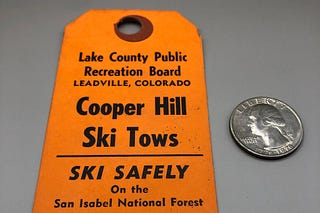 Lake County Public
Recreation Board
LEADVILLE, COLORADO
Cooper Hill
Ski Tows
SKI SAFELY
On the
San Isabel National Forest
LIBERTY